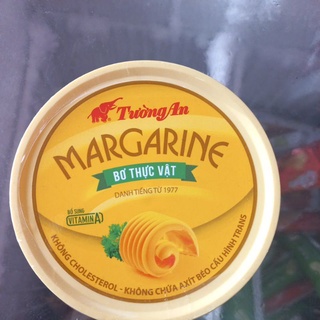 Tường An
MARGARINE
BƠ THỰC VẬT
DANH TIẾNG TỪ 1977
BỔ SUNG
VITAMIN A
KHÔNG CHOLESTEROL - KHÔNG CHỨA AXIT BÉO CẤU HÌNH TRANS